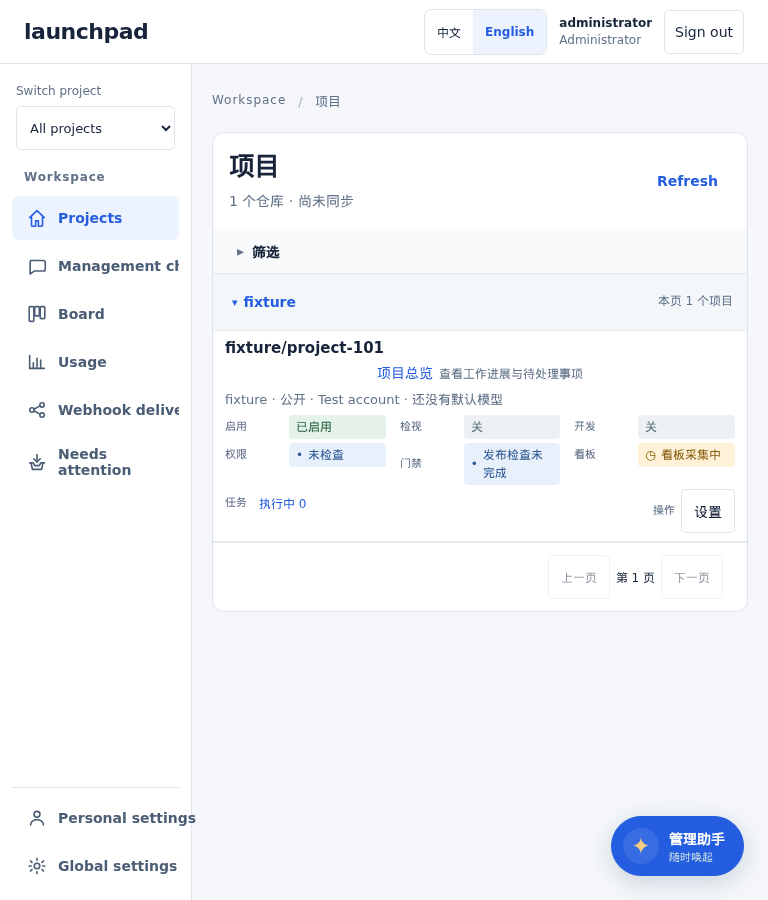 launchpad
中文 English
administrator
Administrator
Sign out
Switch project
All projects
Workspace
Projects
Management ch
Board
Usage
Webhook delive
Needs
attention
Personal settings
Global settings
Workspace / 项目
项目
1 个仓库 · 尚未同步
Refresh
▸ 筛选
▾ fixture 本页 1 个项目
fixture/project-101
项目总览 查看工作进展与待处理事项
fixture · 公开 · Test account · 还没有默认模型
启用 已启用 检视 关 开发 关
权限 • 未检查 门禁 • 发布检查未
完成
看板 ◷ 看板采集中
任务 执行中 0 操作 设置
上一页 第 1 页 下一页
管理助手
随时唤起